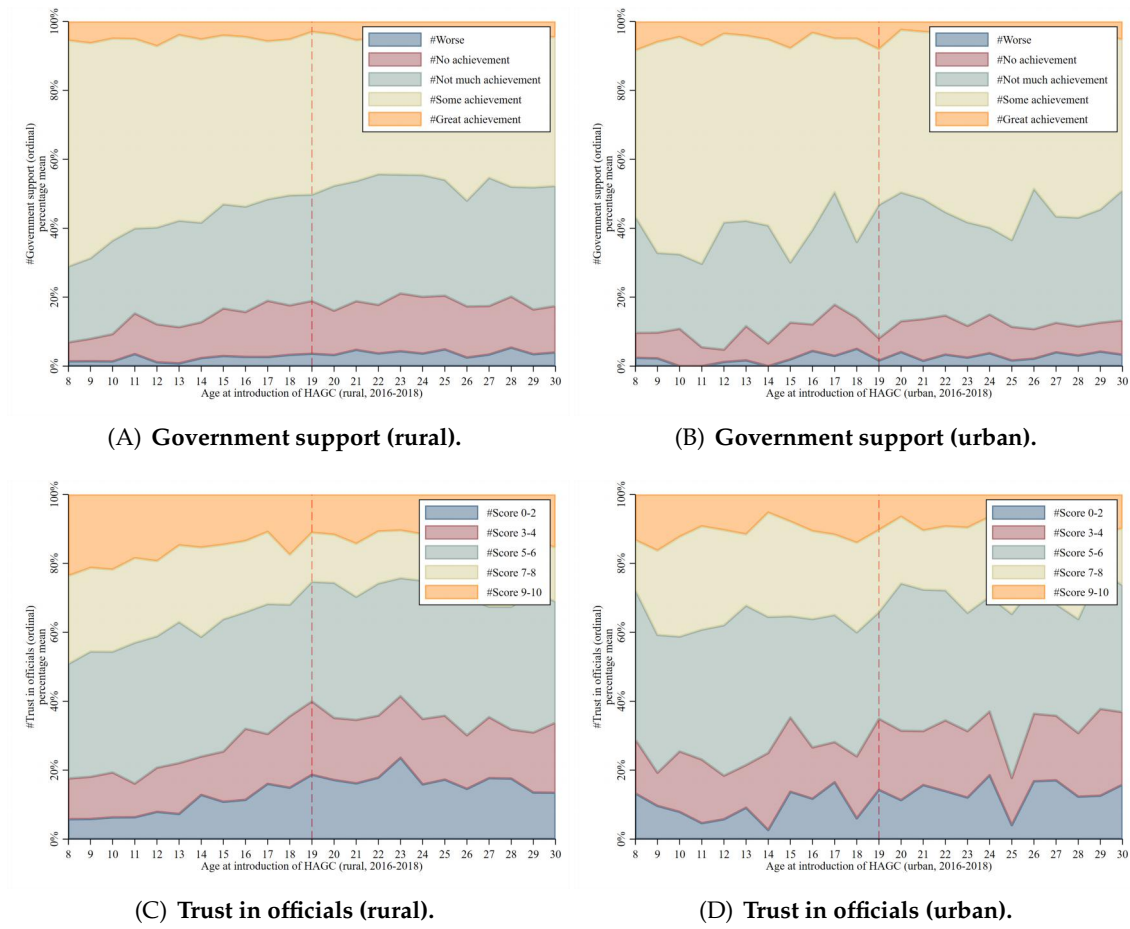 100%
80%
60%
40%
20%
0%
#Government support (ordinal)
percentage mean
#Worse
#No achievement
#Not much achievement
#Some achievement
#Great achievement
8 9 10 11 12 13 14 15 16 17 18 19 20 21 22 23 24 25 26 27 28 29 30
Age at introduction of HAGC (rural, 2016-2018)
(A) Government support (rural).
100%
80%
60%
40%
20%
0%
#Government support (ordinal)
percentage mean
#Worse
#No achievement
#Not much achievement
#Some achievement
#Great achievement
8 9 10 11 12 13 14 15 16 17 18 19 20 21 22 23 24 25 26 27 28 29 30
Age at introduction of HAGC (urban, 2016-2018)
(B) Government support (urban).
100%
80%
60%
40%
20%
0%
#Trust in officials (ordinal)
percentage mean
#Score 0-2
#Score 3-4
#Score 5-6
#Score 7-8
#Score 9-10
8 9 10 11 12 13 14 15 16 17 18 19 20 21 22 23 24 25 26 27 28 29 30
Age at introduction of HAGC (rural, 2016-2018)
(C) Trust in officials (rural).
100%
80%
60%
40%
20%
0%
#Trust in officials (ordinal)
percentage mean
#Score 0-2
#Score 3-4
#Score 5-6
#Score 7-8
#Score 9-10
8 9 10 11 12 13 14 15 16 17 18 19 20 21 22 23 24 25 26 27 28 29 30
Age at introduction of HAGC (urban, 2016-2018)
(D) Trust in officials (urban).